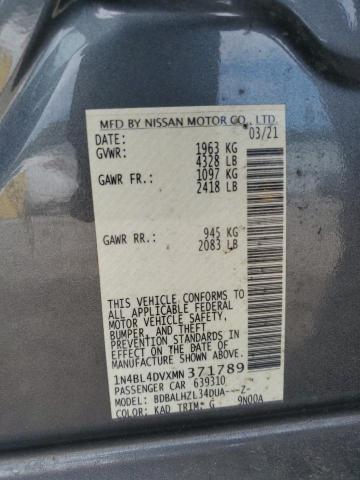 MFD BY NISSAN MOTOR CO., LTD.
DATE: 03/21
GVWR: 1963 KG
4328 LB
GAWR FR.: 1097 KG
2418 LB
GAWR RR.: 945 KG
2083 LB
THIS VEHICLE CONFORMS TO
ALL APPLICABLE FEDERAL
MOTOR VEHICLE SAFETY,
BUMPER, AND THEFT
PREVENTION STANDARDS IN
EFFECT ON THE DATE OF
MANUFACTURE SHOWN ABOVE.
1N4BL4DVXMN371789
PASSENGER CAR 639310
MODEL: BDBALHZL34DUA---Z-
COLOR: KAD TRIM: G 9N00A